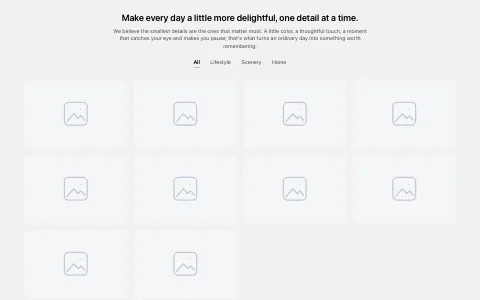 Make every day a little more delightful, one detail at a time.
We believe the smallest details are the ones that matter most. A little color, a thoughtful touch, a moment
that catches your eye and makes you pause; that's what turns an ordinary day into something worth
remembering.
All Lifestyle Scenery Home